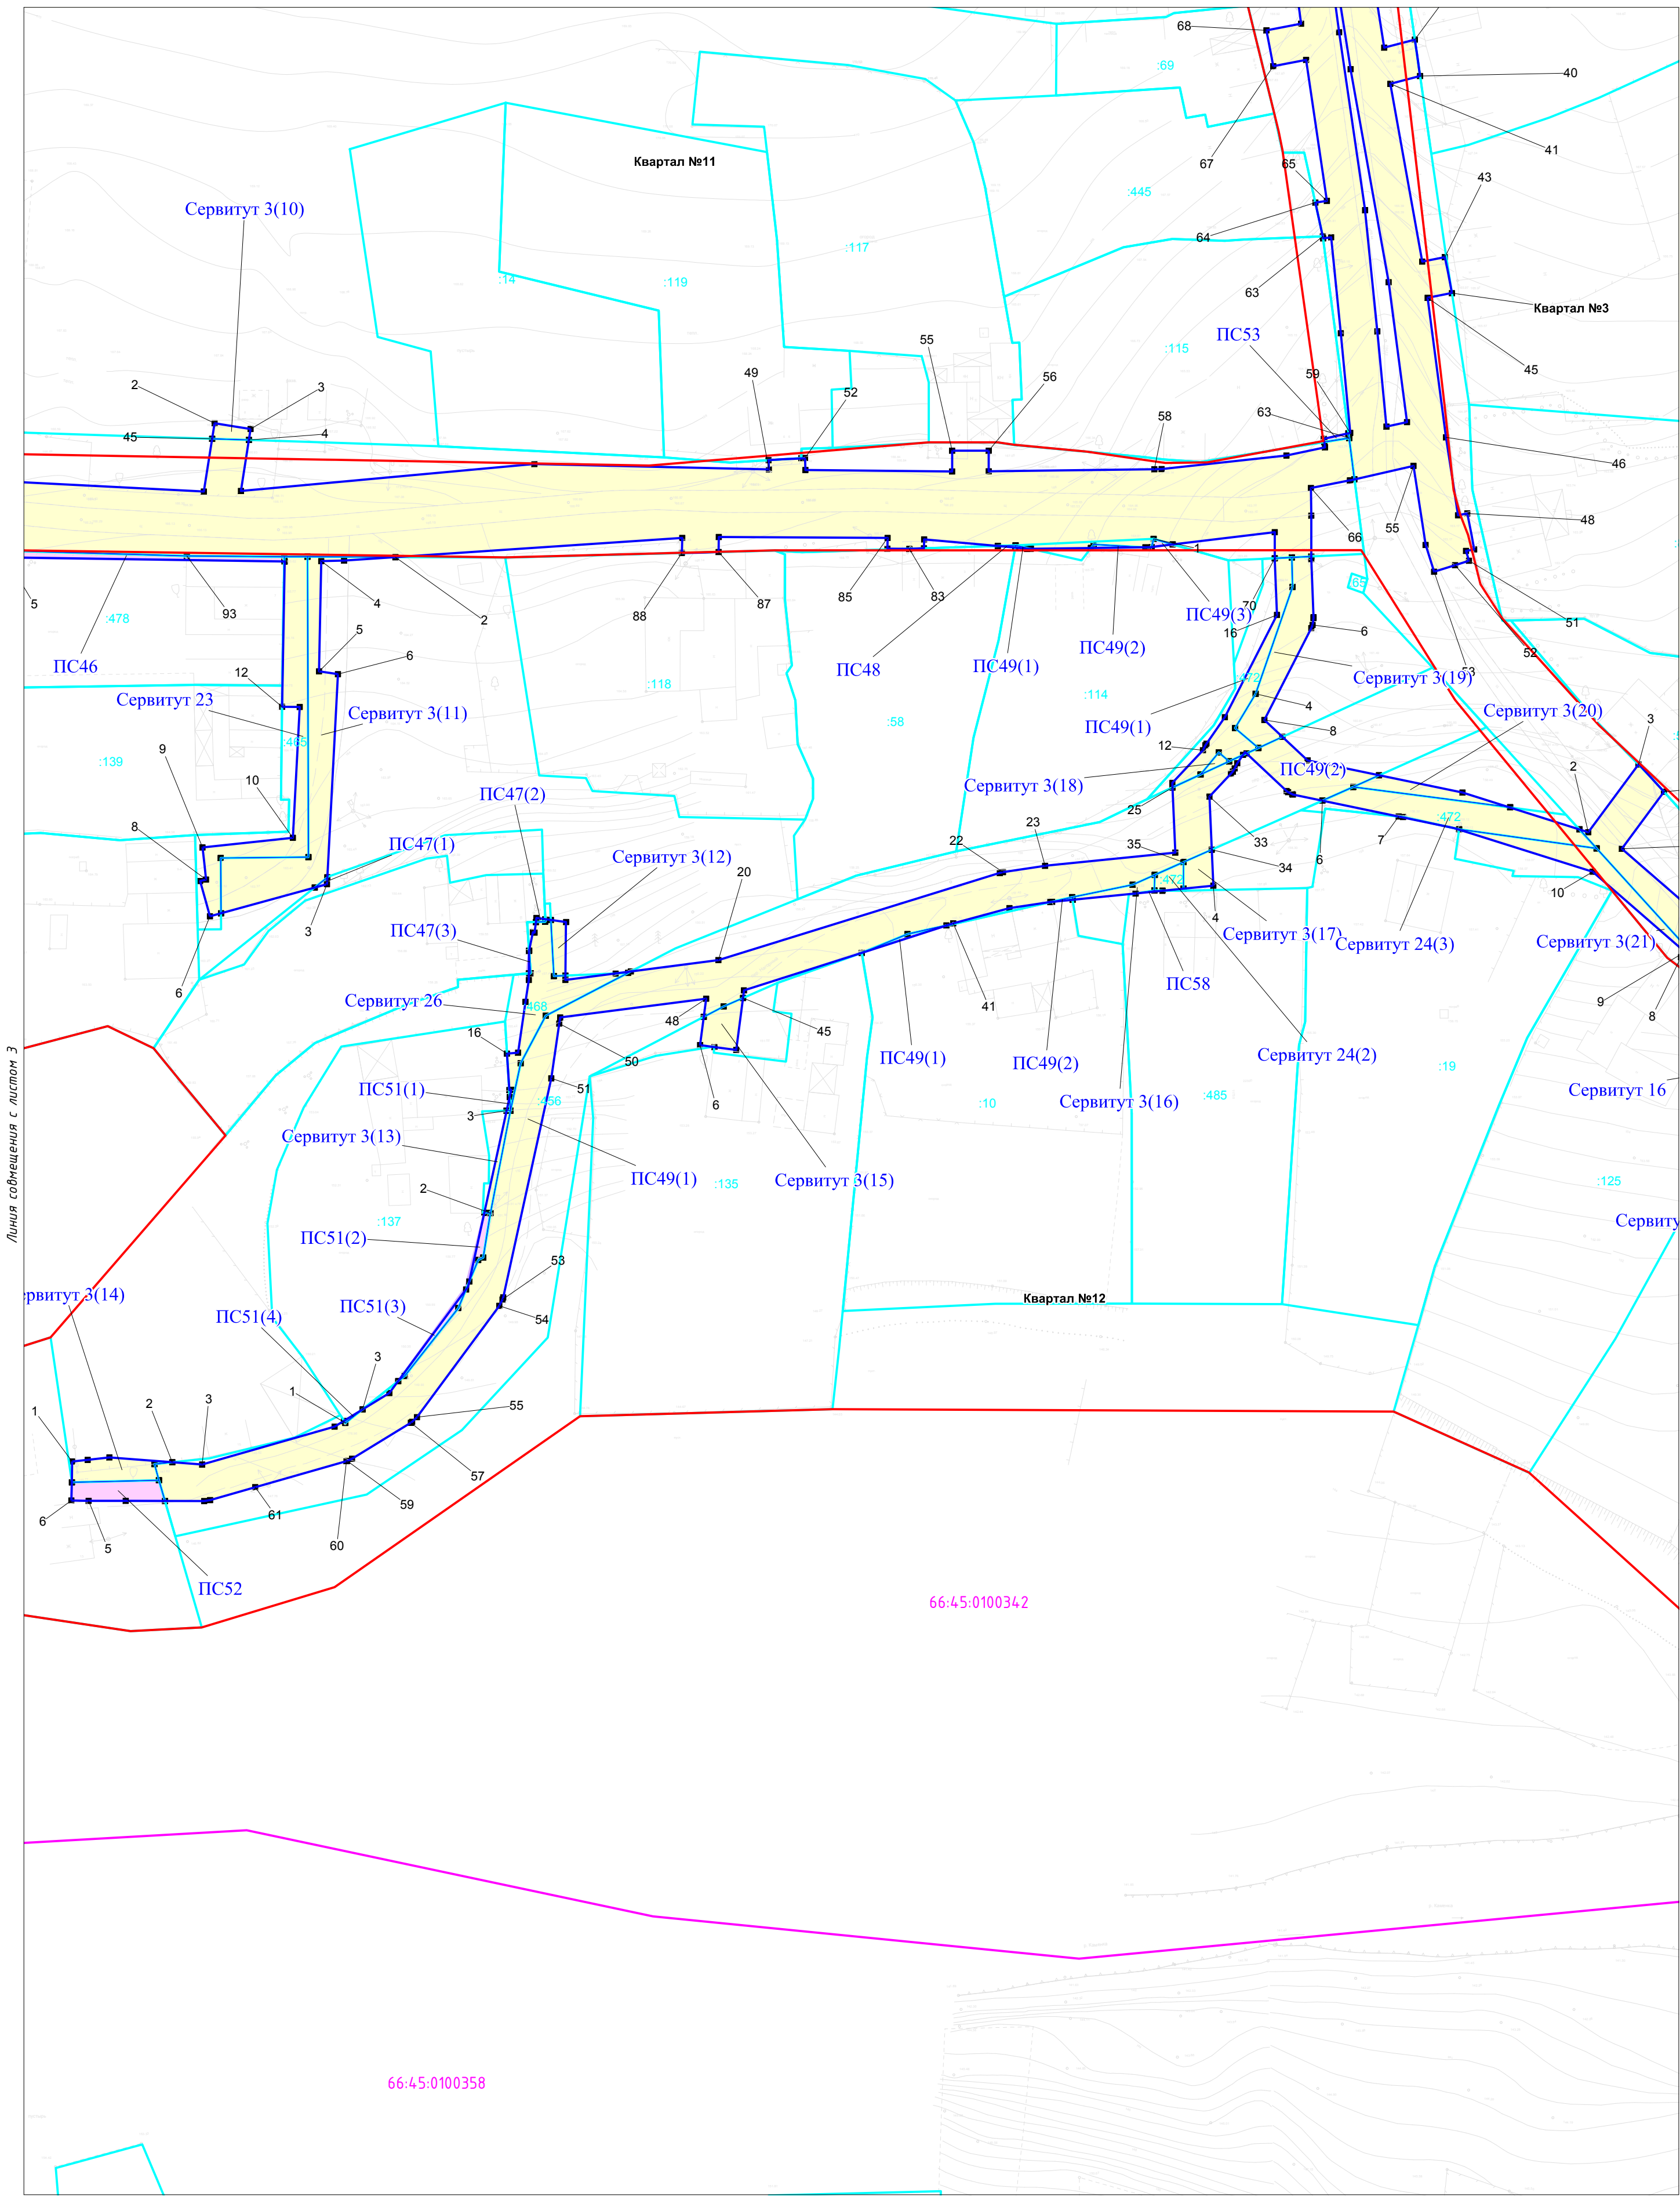 68
:69
40
41
Квартал №11
67
65
43
:445
Сервитут 3(10)
64
:117
:14
:119
63
Квартал №3
ПС53
:115
55
45
49
56
59
2
3
52
63
45
4
58
46
48
55
66
1
5
93
4
2
88
87
85
83
:65
:478
70
ПС49(3)
51
16
6
ПС46
ПС48
ПС49(1)
ПС49(2)
52
5
6
53
12
:118
Сервитут 3(19)
:472
Сервитут 23
Сервитут 3(11)
:114
4
Сервитут 3(20)
:58
ПС49(1)
8
:465
9
12
3
:139
ПС49(2)
2
Сервитут 3(18)
10
ПС47(2)
25
:472
23
7
33
8
ПС47(1)
35
22
6
Сервитут 3(12)
34
20
:472
10
4
3
ПС47(3)
Сервитут 3(17)
Сервитут 24(3)
Сервитут 3(21)
6
ПС58
Сервитут 26
:468
41
9
48
45
8
16
Линия совмещения с листом 3
50
ПС49(1)
ПС49(2)
Сервитут 24(2)
:19
51
ПС51(1)
Сервитут 16
:456
:485
3
6
:10
Сервитут 3(16)
Сервитут 3(13)
ПС49(1)
Сервитут 3(15)
:135
:125
2
:137
ПС51(2)
53
Квартал №12
ПС51(3)
ПС51(4)
54
3
1
55
1
2
3
57
59
61
6
5
60
ПС52
66:45:0100342
66:45:0100358